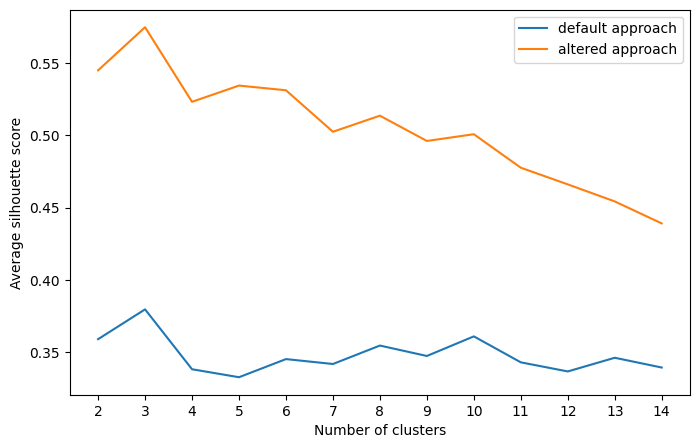 default approach
altered approach
Average silhouette score
0.55
0.50
0.45
0.40
0.35
2 3 4 5 6 7 8 9 10 11 12 13 14
Number of clusters